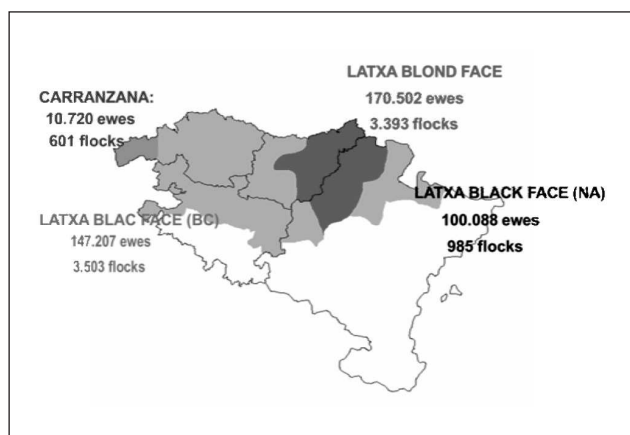 LATXA BLOND FACE
170.502 ewes
3.393 flocks
CARRANZANA:
10.720 ewes
601 flocks
LATXA BLACK FACE (NA)
100.088 ewes
985 flocks
LATXA BLAC FACE (BC)
147.207 ewes
3.503 flocks